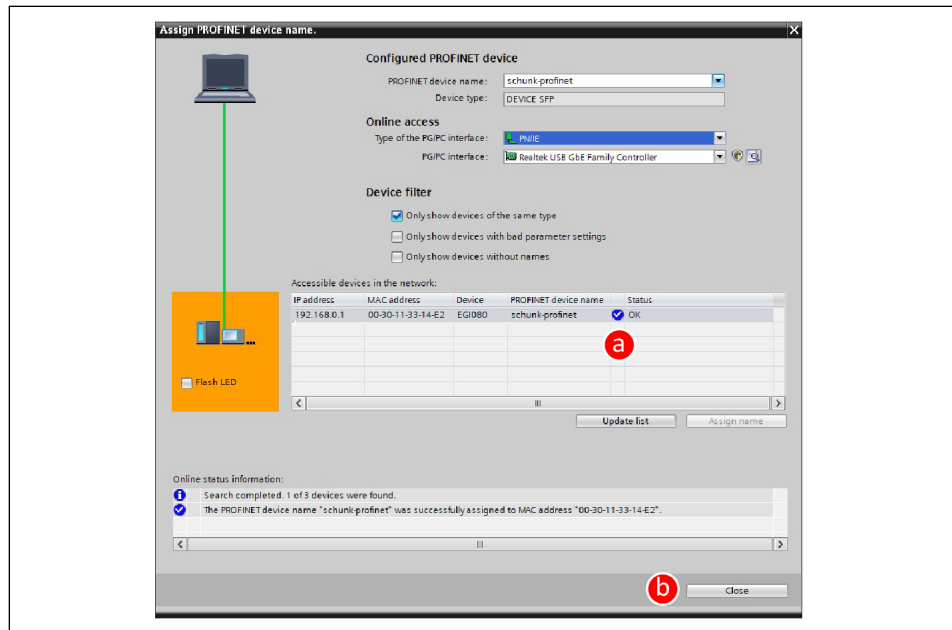 Assign PROFINET device name.
Configured PROFINET device
PROFINET device name: schunk-profinet
Device type: DEVICE SFP
Online access
Type of the PG/PC interface: PN/IE
PG/PC interface: Realtek USB GbE Family Controller
Device filter
Only show devices of the same type
Only show devices with bad parameter settings
Only show devices without names
Accessible devices in the network:
IP address MAC address Device PROFINET device name Status
192.168.0.1 00-30-11-33-14-E2 EGI080 schunk-profinet OK
a
Flash LED
Update list Assign name
Online status information:
Search completed. 1 of 3 devices were found.
The PROFINET device name "schunk-profinet" was successfully assigned to MAC address "00-30-11-33-14-E2".
b Close